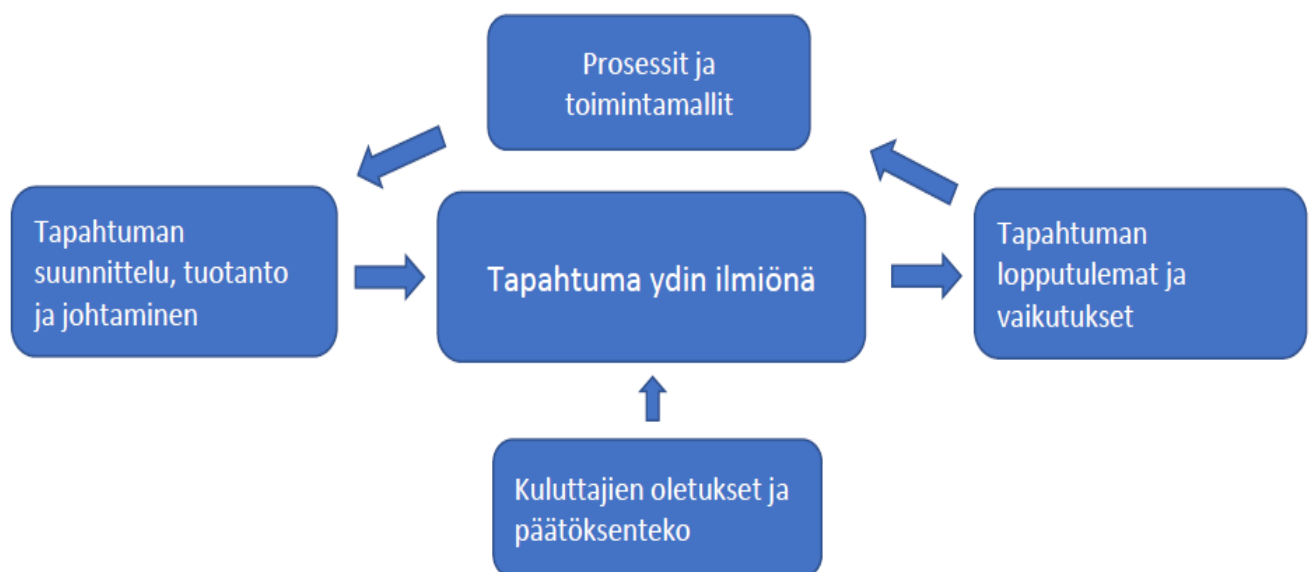 Prosessit ja
toimintamallit
Tapahtuman
suunnittelu, tuotanto
ja johtaminen
Tapahtuma ydin ilmiönä
Tapahtuman
lopputulemat ja
vaikutukset
Kuluttajien oletukset ja
päätöksenteko